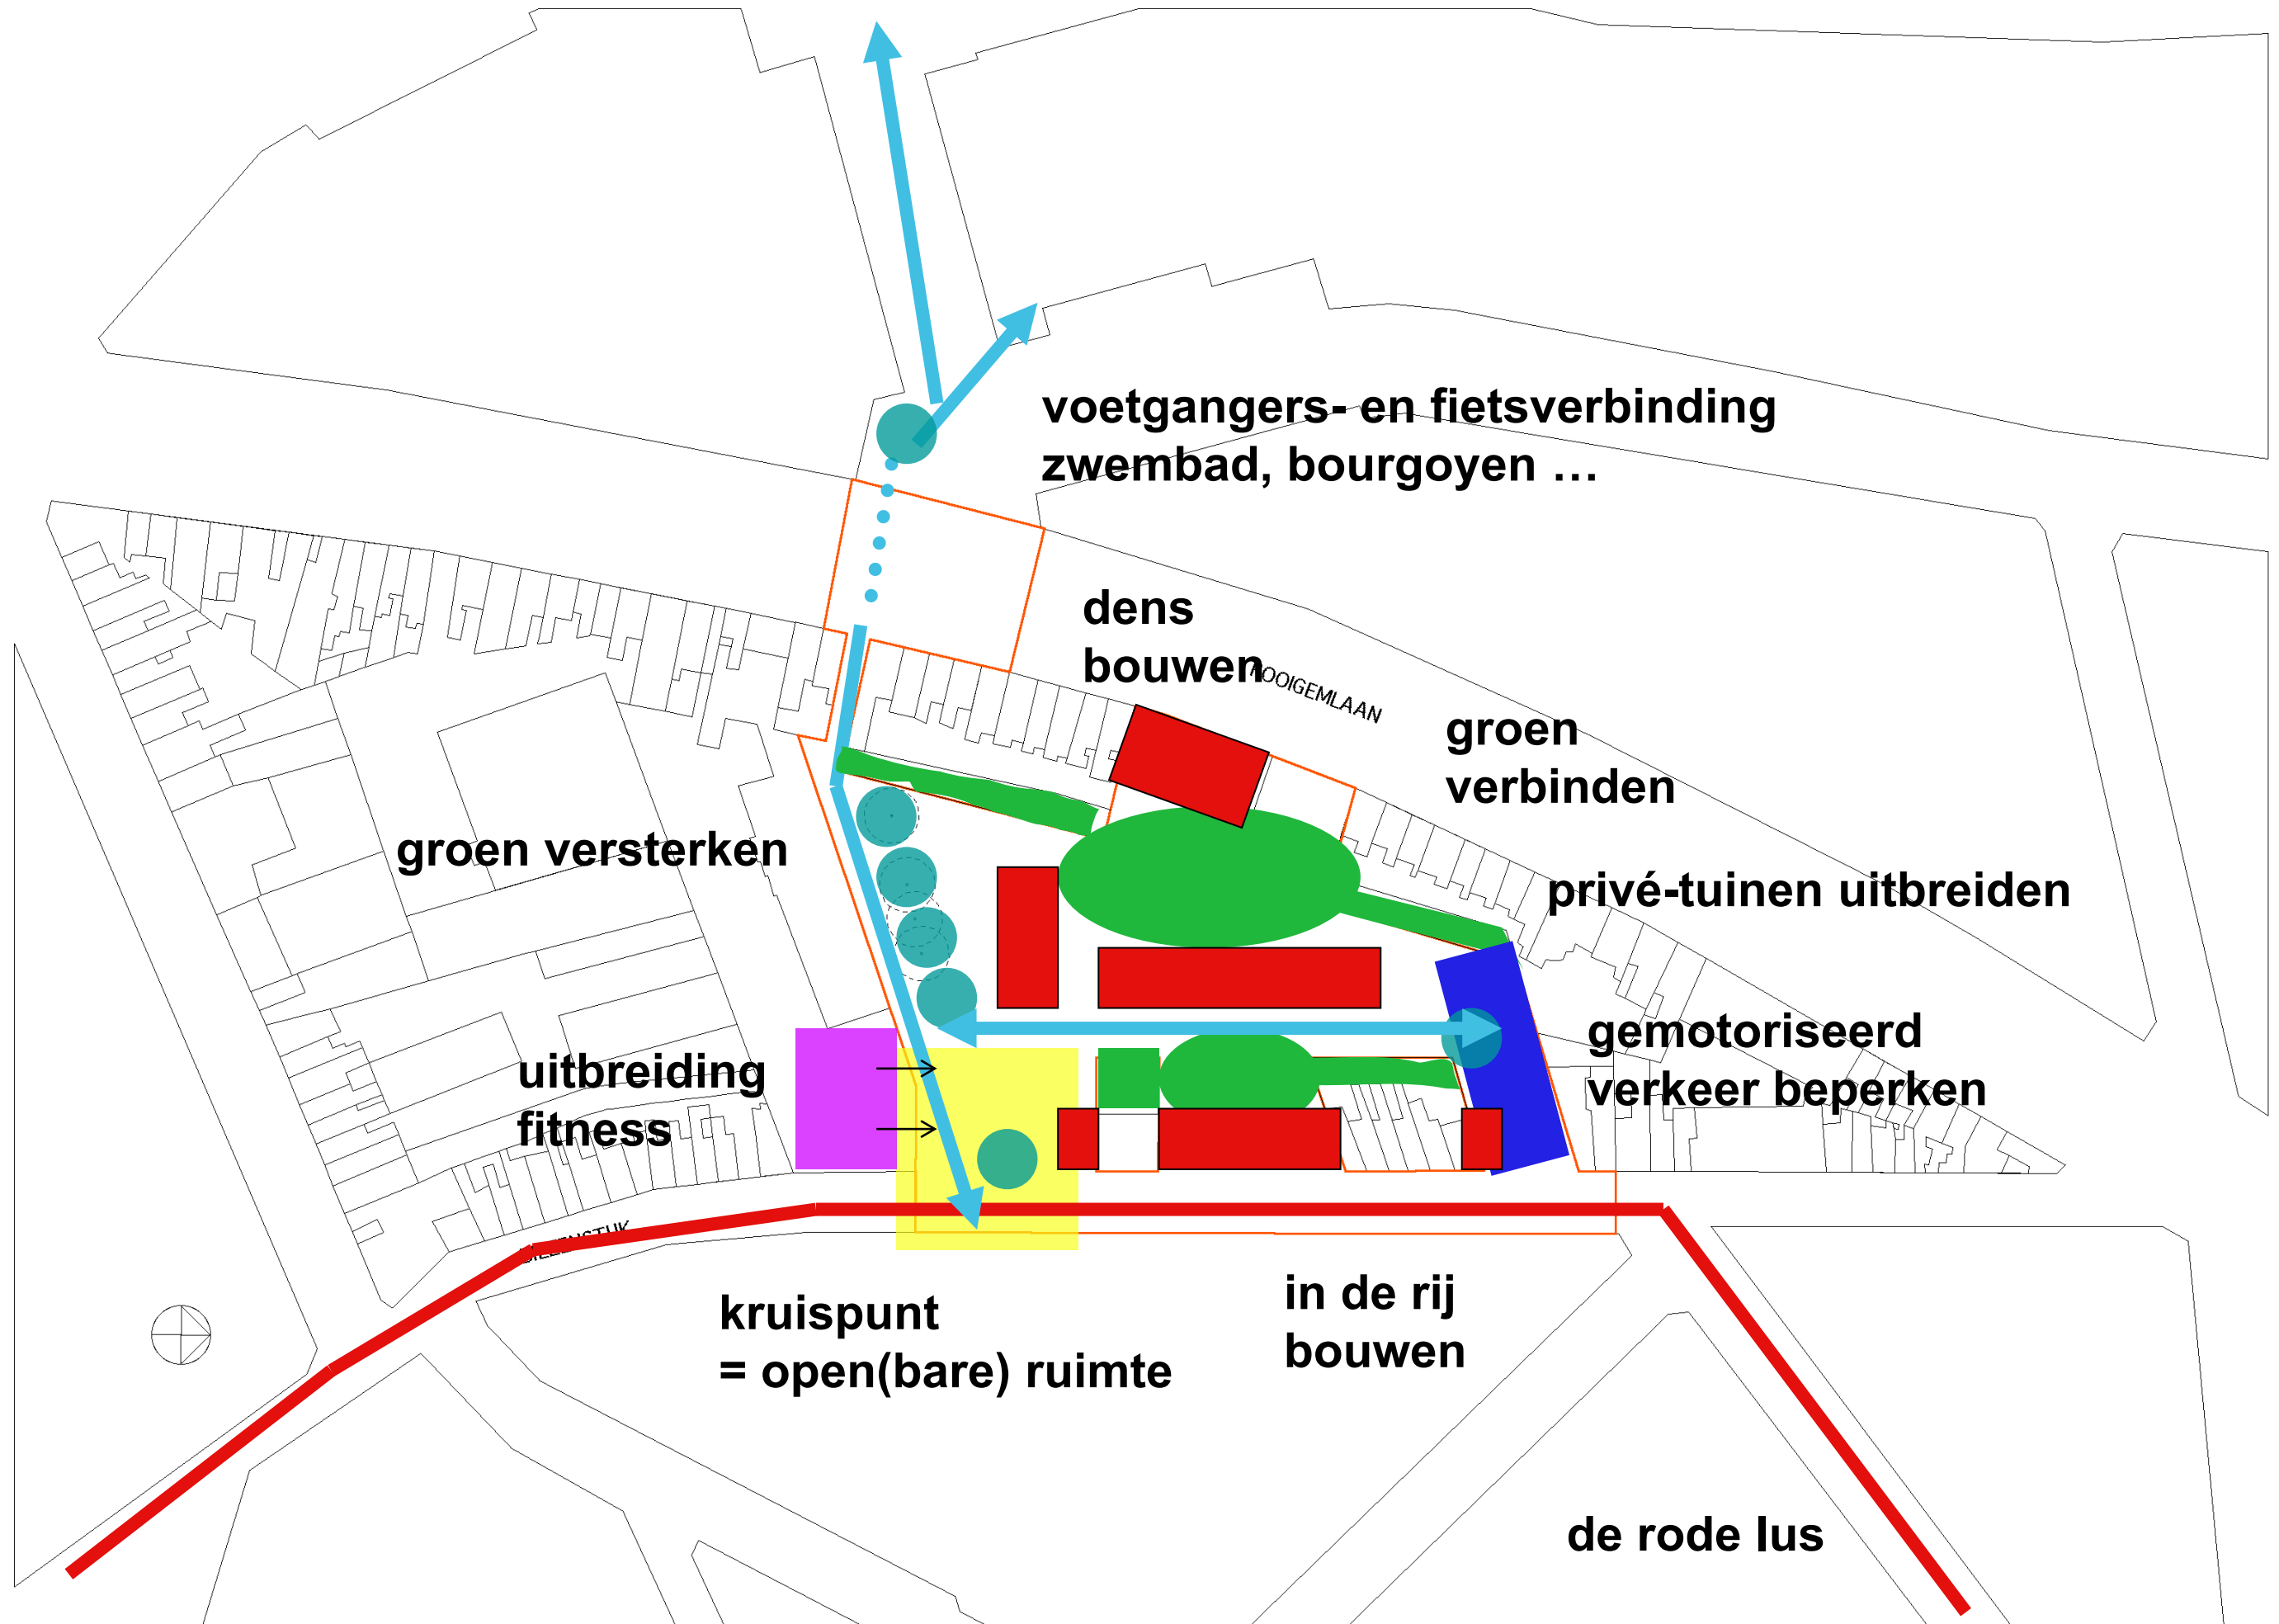 voetgangers- en fietsverbinding
zwembad, bourgoyen …
dens
bouwen
groen
verbinden
groen versterken
privé-tuinen uitbreiden
gemotoriseerd
verkeer beperken
uitbreiding
fitness
kruispunt
= open(bare) ruimte
in de rij
bouwen
de rode lus